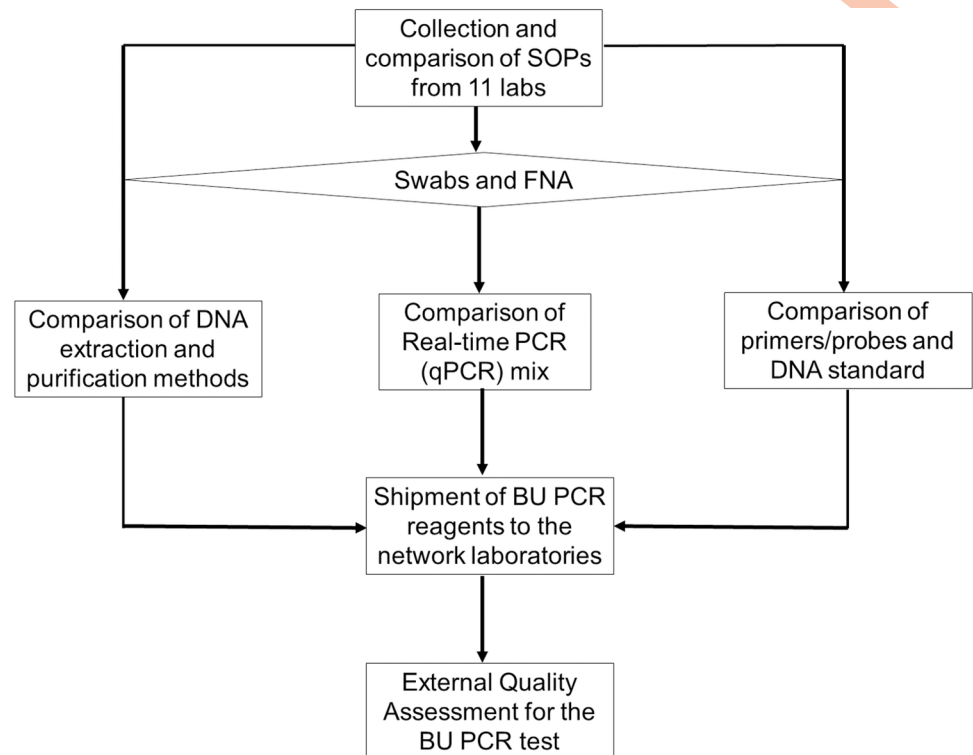 Collection and
comparison of SOPs
from 11 labs
Swabs and FNA
Comparison of DNA
extraction and
purification methods
Comparison of
Real-time PCR
(qPCR) mix
Comparison of
primers/probes and
DNA standard
Shipment of BU PCR
reagents to the
network laboratories
External Quality
Assessment for the
BU PCR test